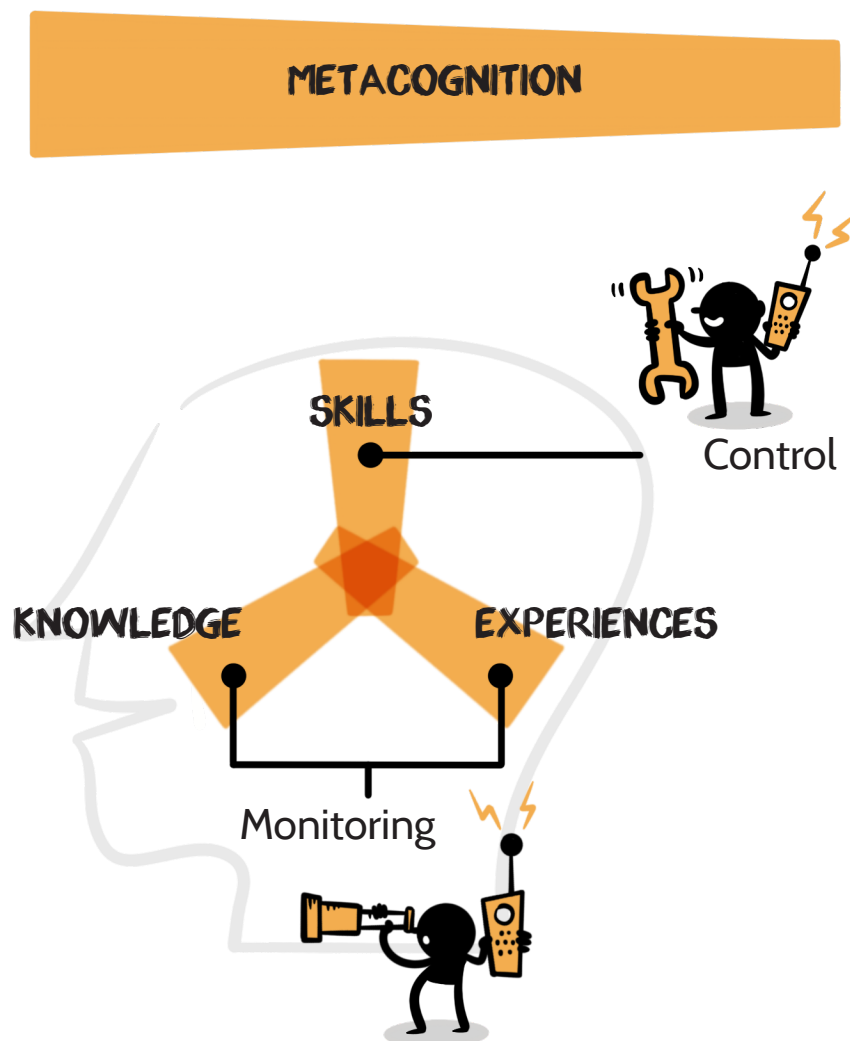 METACOGNITION
SKILLS
Control
KNOWLEDGE
EXPERIENCES
Monitoring